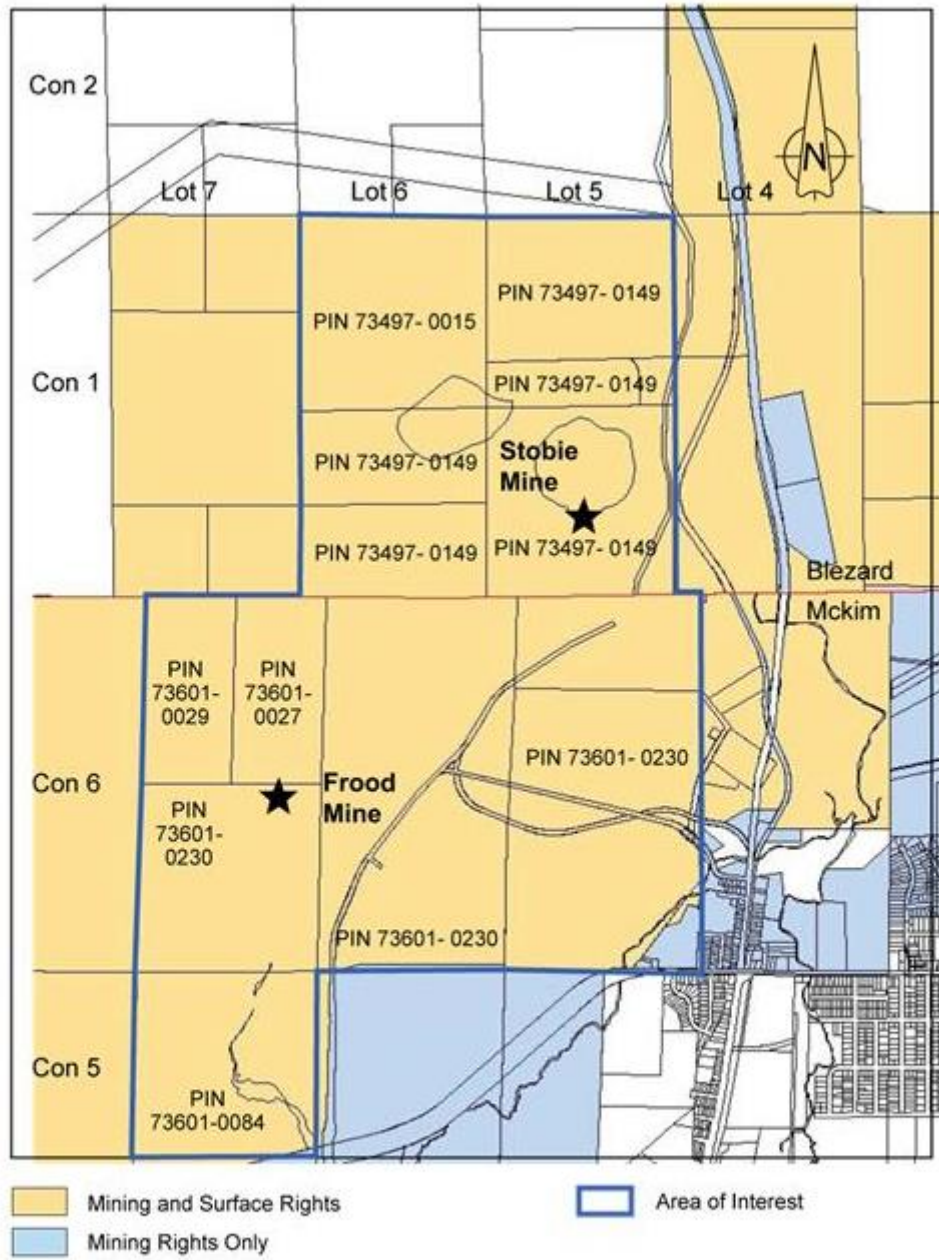 Con 2
N
Lot 7
Lot 6
Lot 5
Lot 4
PIN 73497- 0149
PIN 73497- 0015
Con 1
PIN 73497- 0149
PIN 73497- 0149
Stobie
Mine
PIN 73497- 0149
PIN 73497- 0149
Blezard
Mckim
PIN
73601-
0029
PIN
73601-
0027
PIN 73601- 0230
Con 6
Frood
Mine
PIN
73601-
0230
PIN 73601- 0230
Con 5
PIN
73601-0084
Mining and Surface Rights
Area of Interest
Mining Rights Only